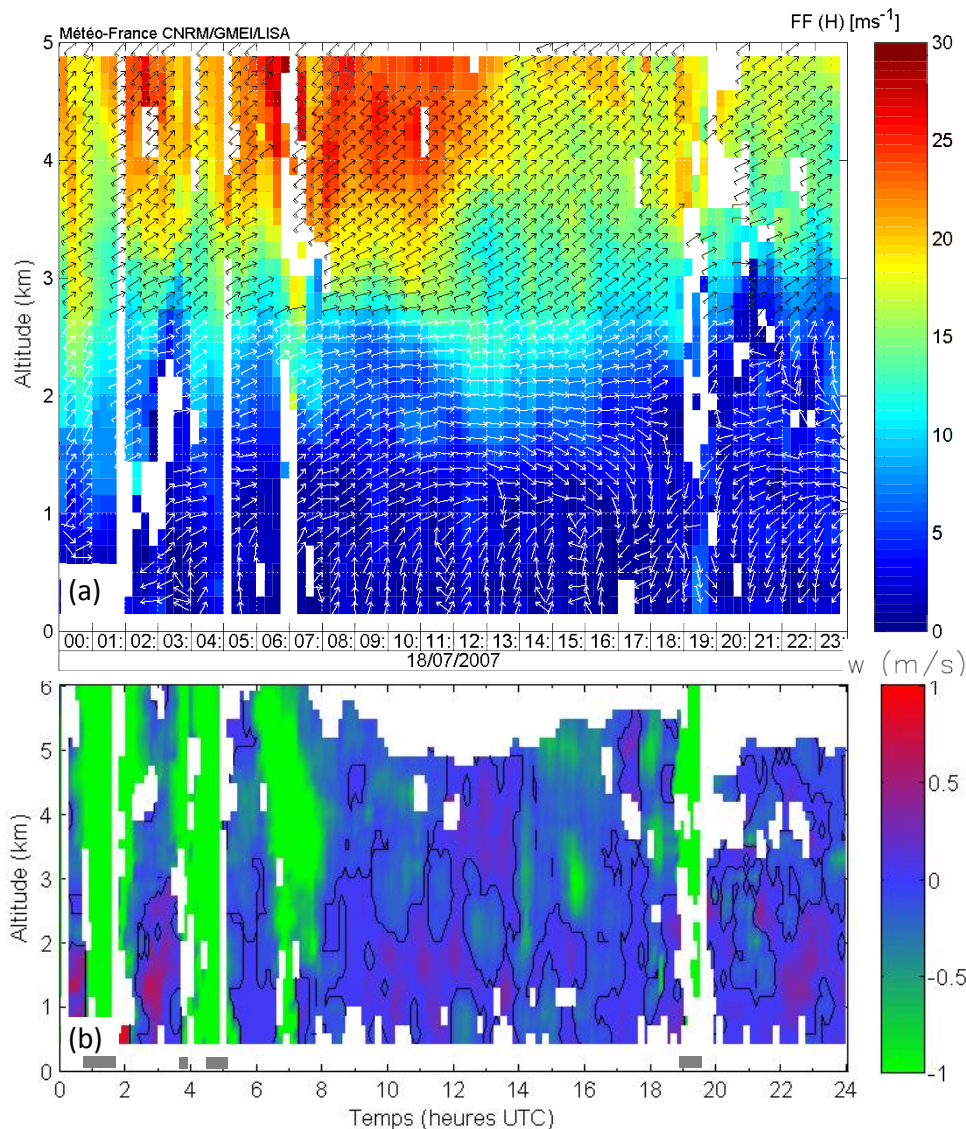 Météo-France CNRM/GMEI/LISA
FF (H) [ms⁻¹]
5
4
3
2
1
0
Altitude (km)
30
25
20
15
10
5
0
(a)
00: 01: 02: 03: 04: 05: 06: 07: 08: 09: 10: 11: 12: 13: 14: 15: 16: 17: 18: 19: 20: 21: 22: 23:
18/07/2007
w (m/s)
6
5
4
3
2
1
0
Altitude (km)
1
0.5
0
-0.5
-1
(b)
0 2 4 6 8 10 12 14 16 18 20 22 24
Temps (heures UTC)